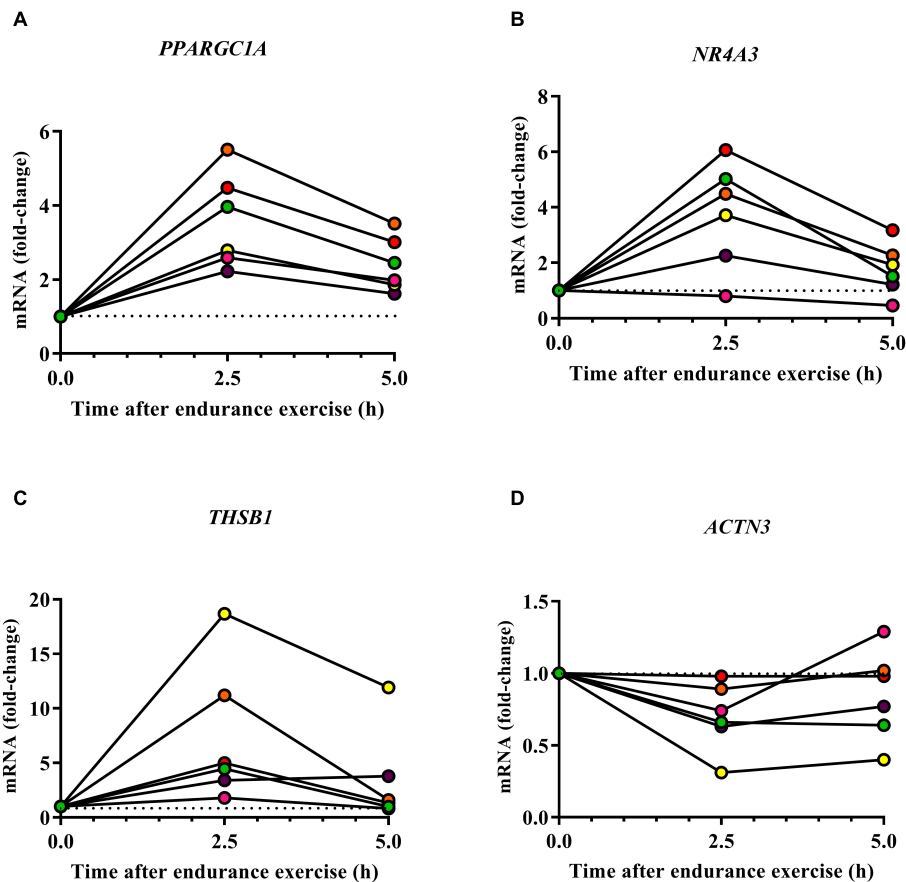 A
PPARGC1A
mRNA (fold-change)
6
4
2
0
0.0
2.5
5.0
Time after endurance exercise (h)
B
NR4A3
mRNA (fold-change)
8
6
4
2
0
0.0
2.5
5.0
Time after endurance exercise (h)
C
THSB1
mRNA (fold-change)
20
15
10
5
0
0.0
2.5
5.0
Time after endurance exercise (h)
D
ACTN3
mRNA (fold-change)
1.5
1.0
0.5
0.0
0.0
2.5
5.0
Time after endurance exercise (h)